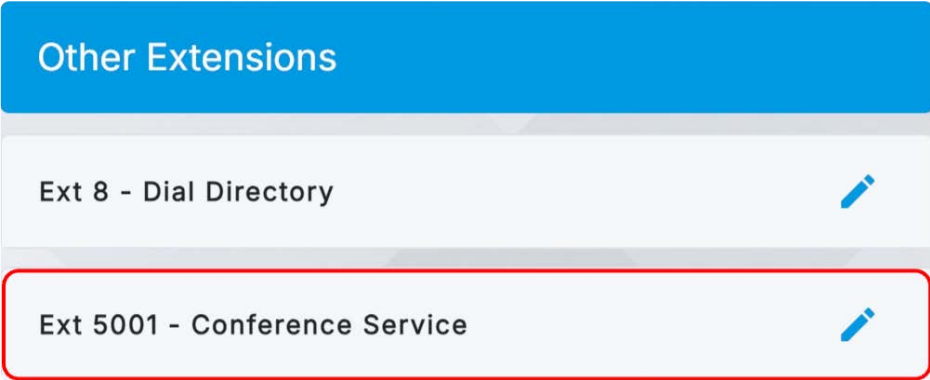 Other Extensions
Ext 8 - Dial Directory
Ext 5001 - Conference Service